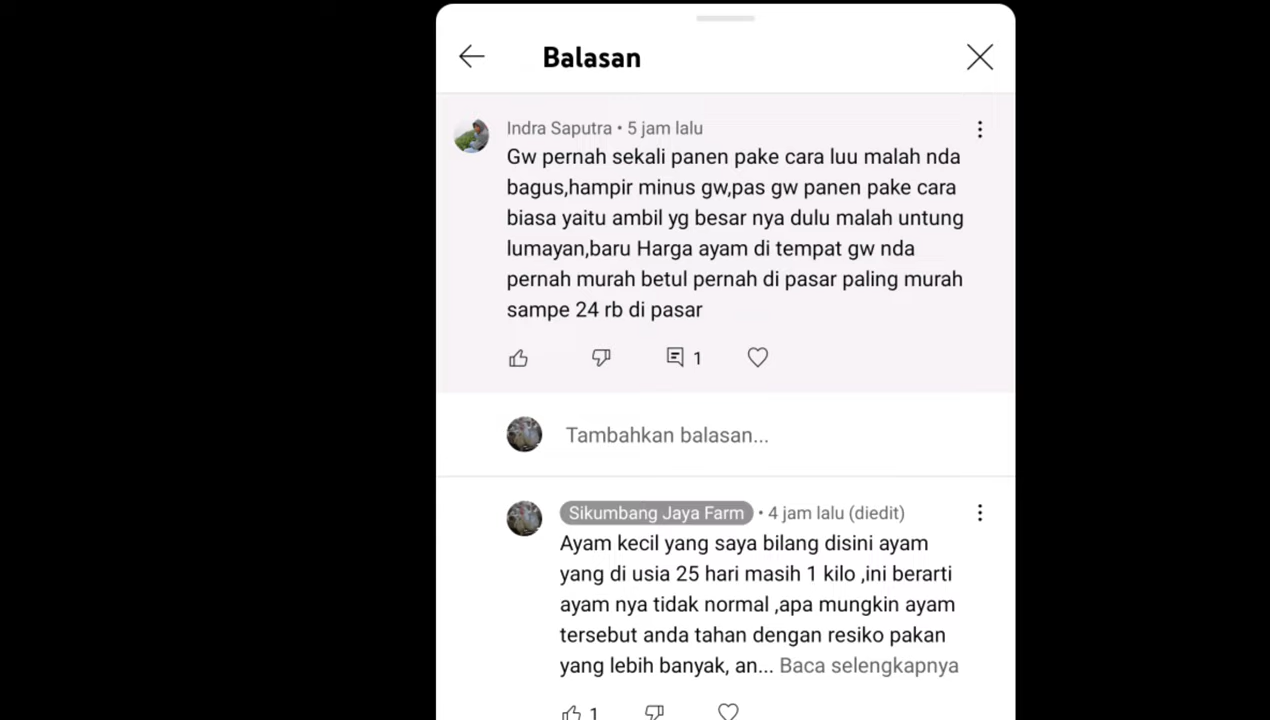 Balasan
Indra Saputra • 5 jam lalu
Gw pernah sekali panen pake cara luu malah nda
bagus,hampir minus gw,pas gw panen pake cara
biasa yaitu ambil yg besar nya dulu malah untung
lumayan,baru Harga ayam di tempat gw nda
pernah murah betul pernah di pasar paling murah
sampe 24 rb di pasar
1
Tambahkan balasan...
Sikumbang Jaya Farm • 4 jam lalu (diedit)
Ayam kecil yang saya bilang disini ayam
yang di usia 25 hari masih 1 kilo ,ini berarti
ayam nya tidak normal ,apa mungkin ayam
tersebut anda tahan dengan resiko pakan
yang lebih banyak, an... Baca selengkapnya
1